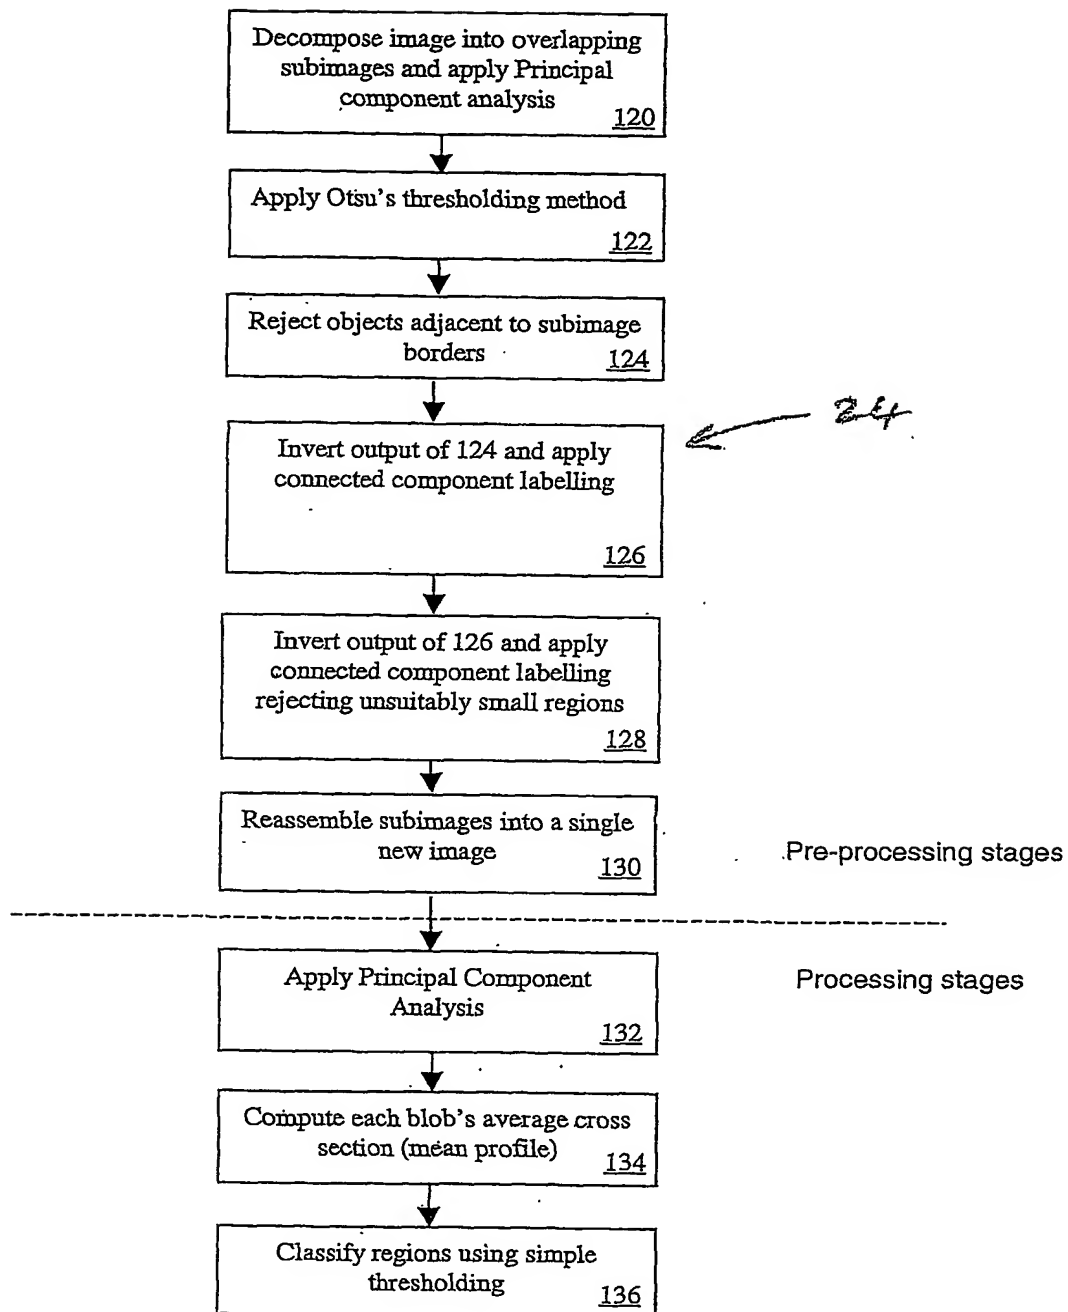 Decompose image into overlapping
subimages and apply Principal
component analysis
120
Apply Otsu's thresholding method
122
Reject objects adjacent to subimage
borders
124
24
Invert output of 124 and apply
connected component labelling
126
Invert output of 126 and apply
connected component labelling
rejecting unsuitably small regions
128
Reassemble subimages into a single
new image
130
Pre-processing stages
Processing stages
Apply Principal Component
Analysis
132
Compute each blob's average cross
section (mean profile)
134
Classify regions using simple
thresholding
136